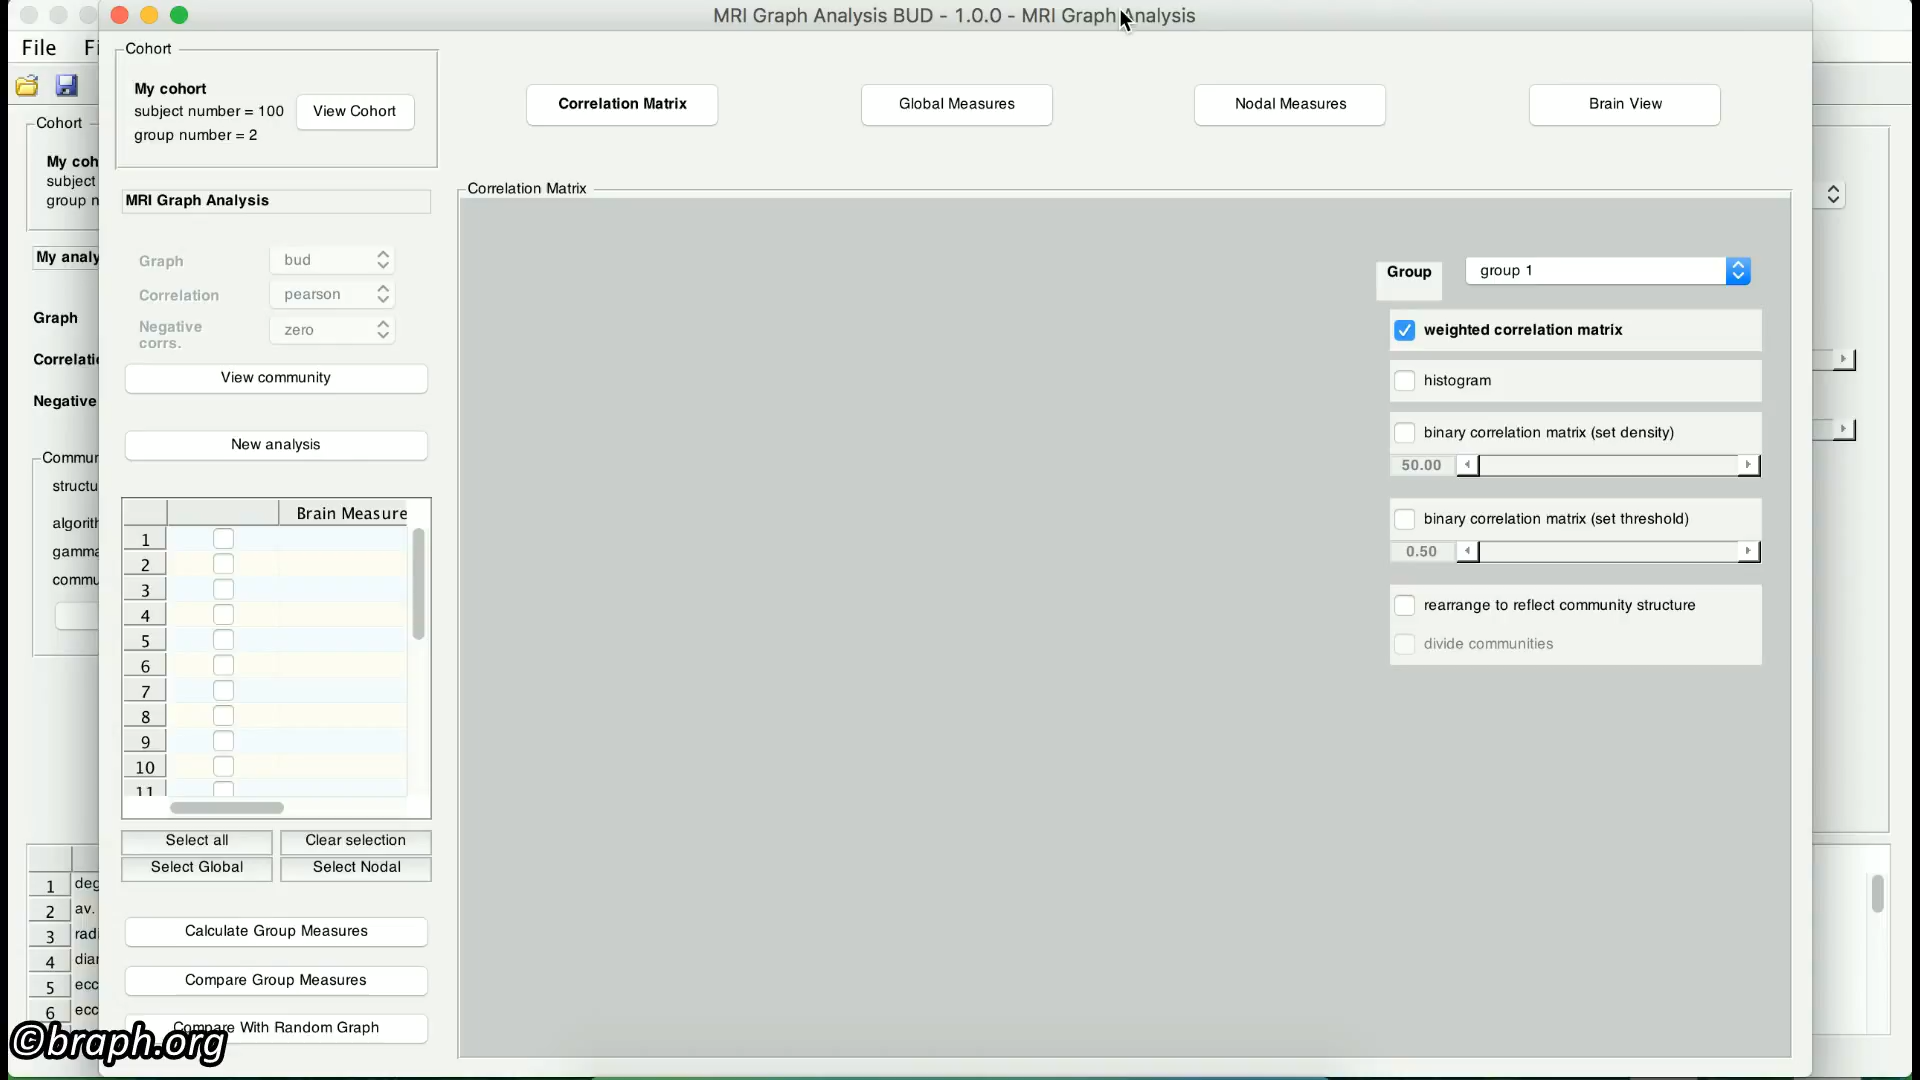 MRI Graph Analysis BUD - 1.0.0 - MRI Graph Analysis
File Fi
Cohort
My cohort
subject number = 100
group number = 2
View Cohort
Correlation Matrix
Global Measures
Nodal Measures
Brain View
Cohort
My coh
subject
group n
MRI Graph Analysis
Correlation Matrix
My analy
Graph bud
Correlation pearson
Negative corrs. zero
View community
New analysis
Graph
Correlatio
Negative
Commur
structu
algorith
gamma
commu
Group group 1
weighted correlation matrix
histogram
binary correlation matrix (set density)
50.00
binary correlation matrix (set threshold)
0.50
rearrange to reflect community structure
divide communities
Brain Measure
1
2
3
4
5
6
7
8
9
10
11
Select all Clear selection
Select Global Select Nodal
Calculate Group Measures
Compare Group Measures
Compare With Random Graph
1 deg
2 av.
3 radi
4 diar
5 ecc
6 ecc
©braph.org